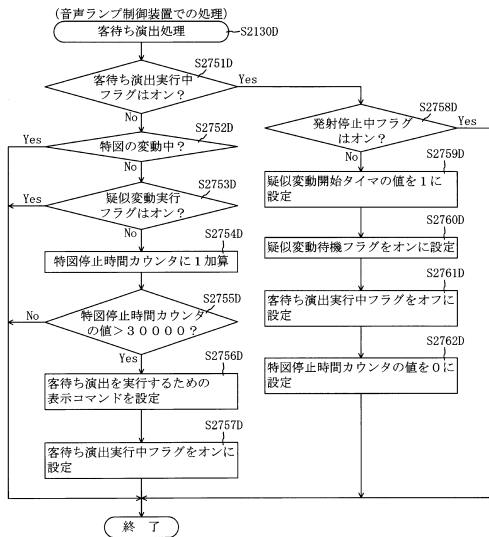 (音声ランプ制御装置での処理)
客待ち演出処理
S2130D
S2751D
客待ち演出実行中
フラグはオン?
Yes
No
S2752D
特図の変動中?
Yes
No
S2753D
疑似変動実行
フラグはオン?
Yes
No
S2754D
特図停止時間カウンタに1加算
S2755D
特図停止時間カウンタ
の値>30000?
No
Yes
S2756D
客待ち演出を実行するための
表示コマンドを設定
S2757D
客待ち演出実行中フラグをオンに
設定
S2758D
発射停止中フラグ
はオン?
Yes
No
S2759D
疑似変動開始タイマの値を1に
設定
S2760D
疑似変動待機フラグをオンに設定
S2761D
客待ち演出実行中フラグをオフに
設定
S2762D
特図停止時間カウンタの値を0に
設定
終了